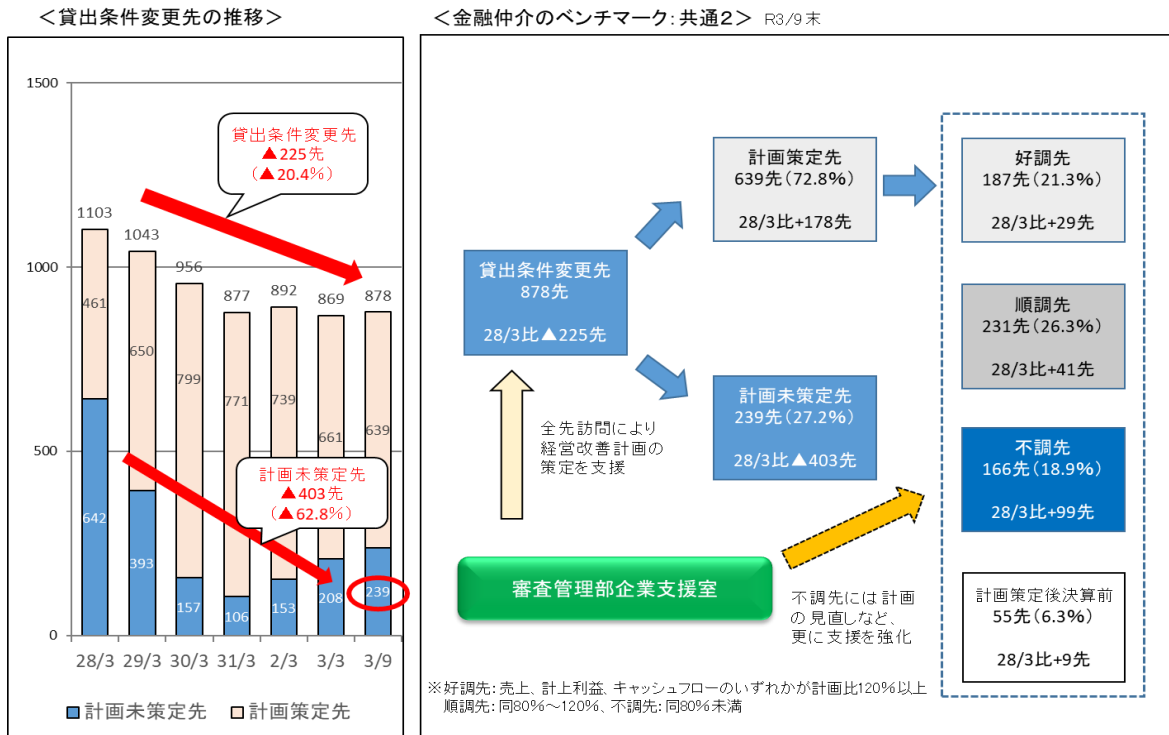 ＜貸出条件変更先の推移＞
1500
1000
500
0
貸出条件変更先
▲225先
(▲20.4%)
1103
1043
956
877
892
869
878
461
650
799
771
739
661
639
計画未策定先
▲403先
(▲62.8%)
642
393
157
106
153
208
239
28/3
29/3
30/3
31/3
2/3
3/3
3/9
計画未策定先
計画策定先
＜金融仲介のベンチマーク:共通2＞ R3/9末
貸出条件変更先
878先
28/3比▲225先
計画策定先
639先(72.8%)
28/3比+178先
計画未策定先
239先(27.2%)
28/3比▲403先
好調先
187先(21.3%)
28/3比+29先
順調先
231先(26.3%)
28/3比+41先
不調先
166先(18.9%)
28/3比+99先
計画策定後決算前
55先(6.3%)
28/3比+9先
全先訪問により
経営改善計画の
策定を支援
審査管理部企業支援室
不調先には計画
の見直しなど、
更に支援を強化
※好調先:売上、計上利益、キャッシュフローのいずれかが計画比120%以上
順調先:同80%～120%、不調先:同80%未満